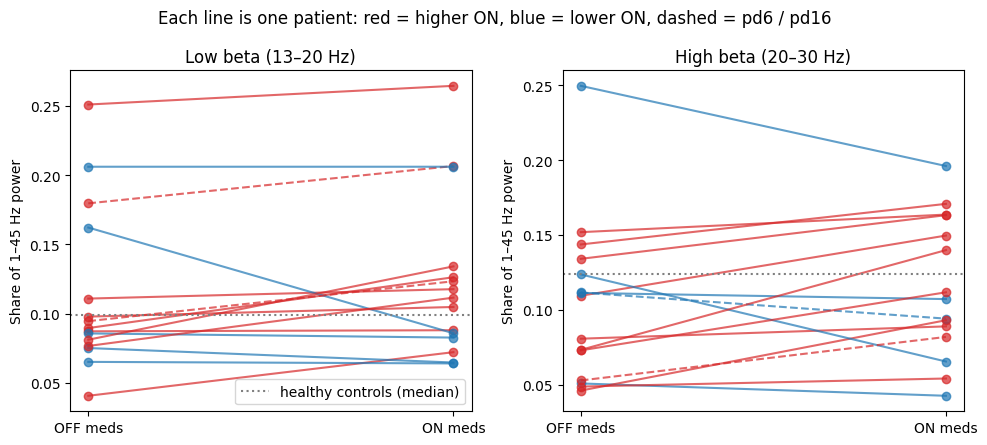 Each line is one patient: red = higher ON, blue = lower ON, dashed = pd6 / pd16
Low beta (13–20 Hz)
Share of 1–45 Hz power
0.25
0.20
0.15
0.10
0.05
healthy controls (median)
OFF meds
ON meds
High beta (20–30 Hz)
Share of 1–45 Hz power
0.25
0.20
0.15
0.10
0.05
OFF meds
ON meds